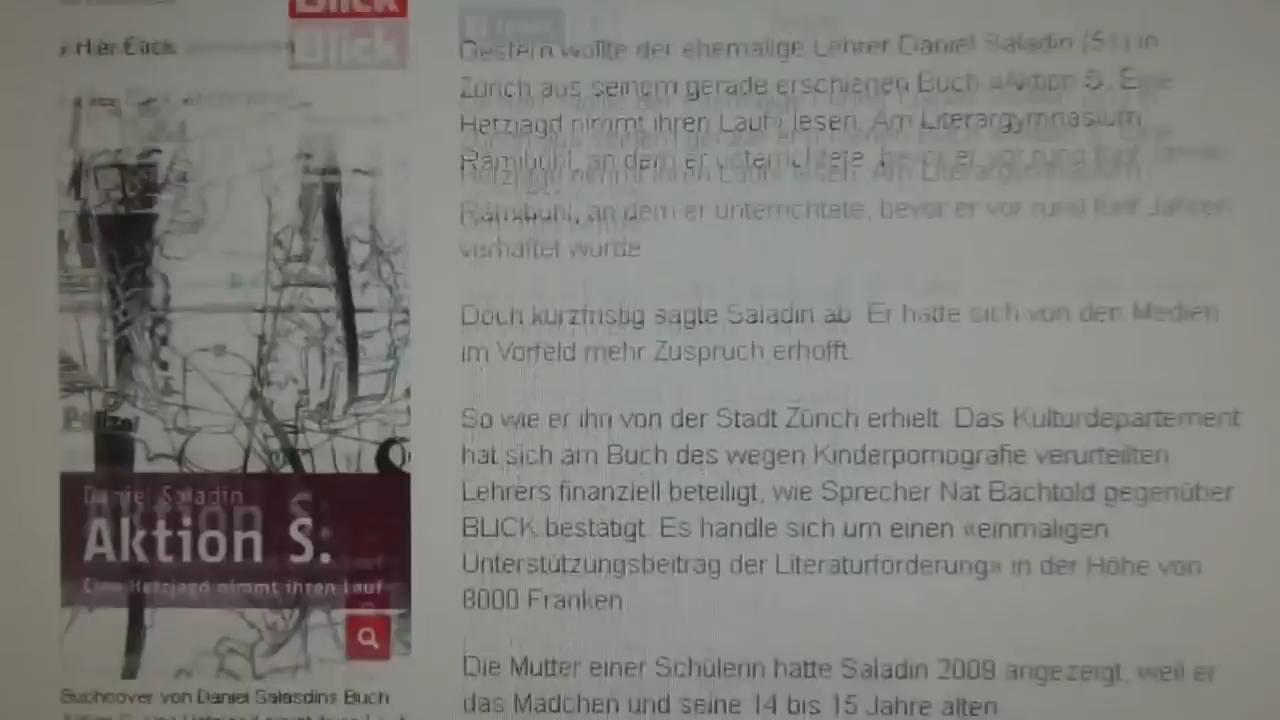 Blick
Blick
Gestern wollte der ehemalige Lehrer Daniel Saladin (51) in
Zürich aus seinem gerade erschienen Buch «Aktion S. Eine
Hetzjagd nimmt ihren Lauf» lesen. Am Literargymnasium
Rämibühl, an dem er unterrichtete, bevor er vor rund fünf Jahren
verhaftet wurde.
Doch kurzfristig sagte Saladin ab. Er hatte sich von den Medien
im Vorfeld mehr Zuspruch erhofft.
So wie er ihn von der Stadt Zürich erhielt. Das Kulturdepartement
hat sich am Buch des wegen Kinderpornografie verurteilten
Lehrers finanziell beteiligt, wie Sprecher Nat Bächtold gegenüber
BLICK bestätigt. Es handle sich um einen «einmaligen
Unterstützungsbeitrag der Literaturförderung» in der Höhe von
8000 Franken.
Die Mutter einer Schülerin hatte Saladin 2009 angezeigt, weil er
das Mädchen und seine 14 bis 15 Jahre alten
Daniel Saladin
Aktion S.
Eine Hetzjagd nimmt ihren Lauf
Buchcover von Daniel Salasdins Buch